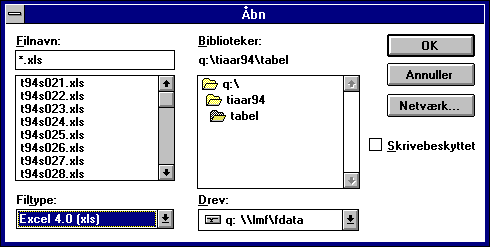 Åbn
Filnavn:
*.xls
t94s021.xls
t94s022.xls
t94s023.xls
t94s024.xls
t94s025.xls
t94s026.xls
t94s027.xls
t94s028.xls
Filtype:
Excel 4.0 (xls)
Biblioteker:
q:\tiaar94\tabel
q:\
tiaar94
tabel
Drev:
q: \\lmf\fdata
OK
Annuller
Netværk...
Skrivebeskyttet